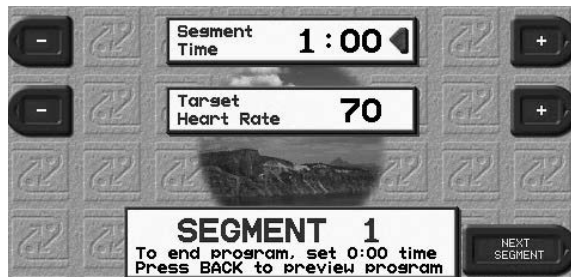 -
Segment
Time
1:00
+
-
Target
Heart Rate
70
+
SEGMENT 1
To end program, set 0:00 time
Press BACK to preview program
NEXT
SEGMENT